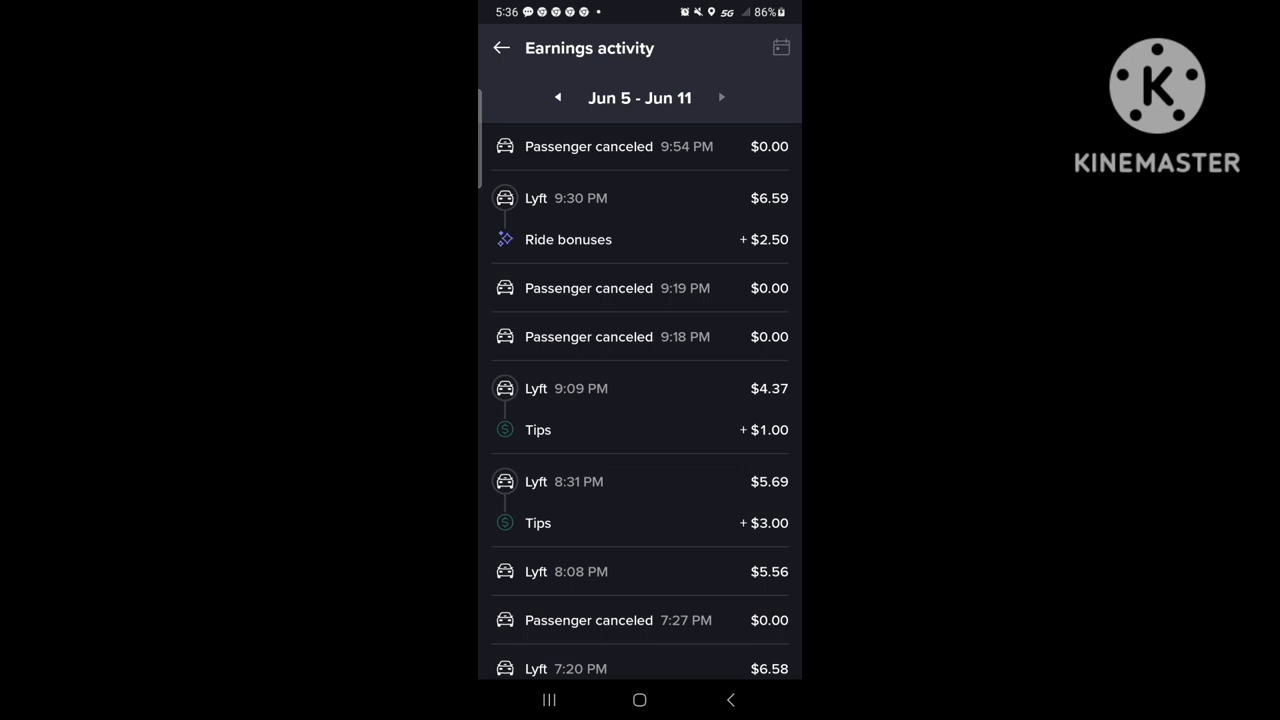 5:36 5G 86%
Earnings activity
Jun 5 - Jun 11
Passenger canceled 9:54 PM $0.00
Lyft 9:30 PM $6.59
Ride bonuses + $2.50
Passenger canceled 9:19 PM $0.00
Passenger canceled 9:18 PM $0.00
Lyft 9:09 PM $4.37
Tips + $1.00
Lyft 8:31 PM $5.69
Tips + $3.00
Lyft 8:08 PM $5.56
Passenger canceled 7:27 PM $0.00
Lyft 7:20 PM $6.58
K
KINEMASTER